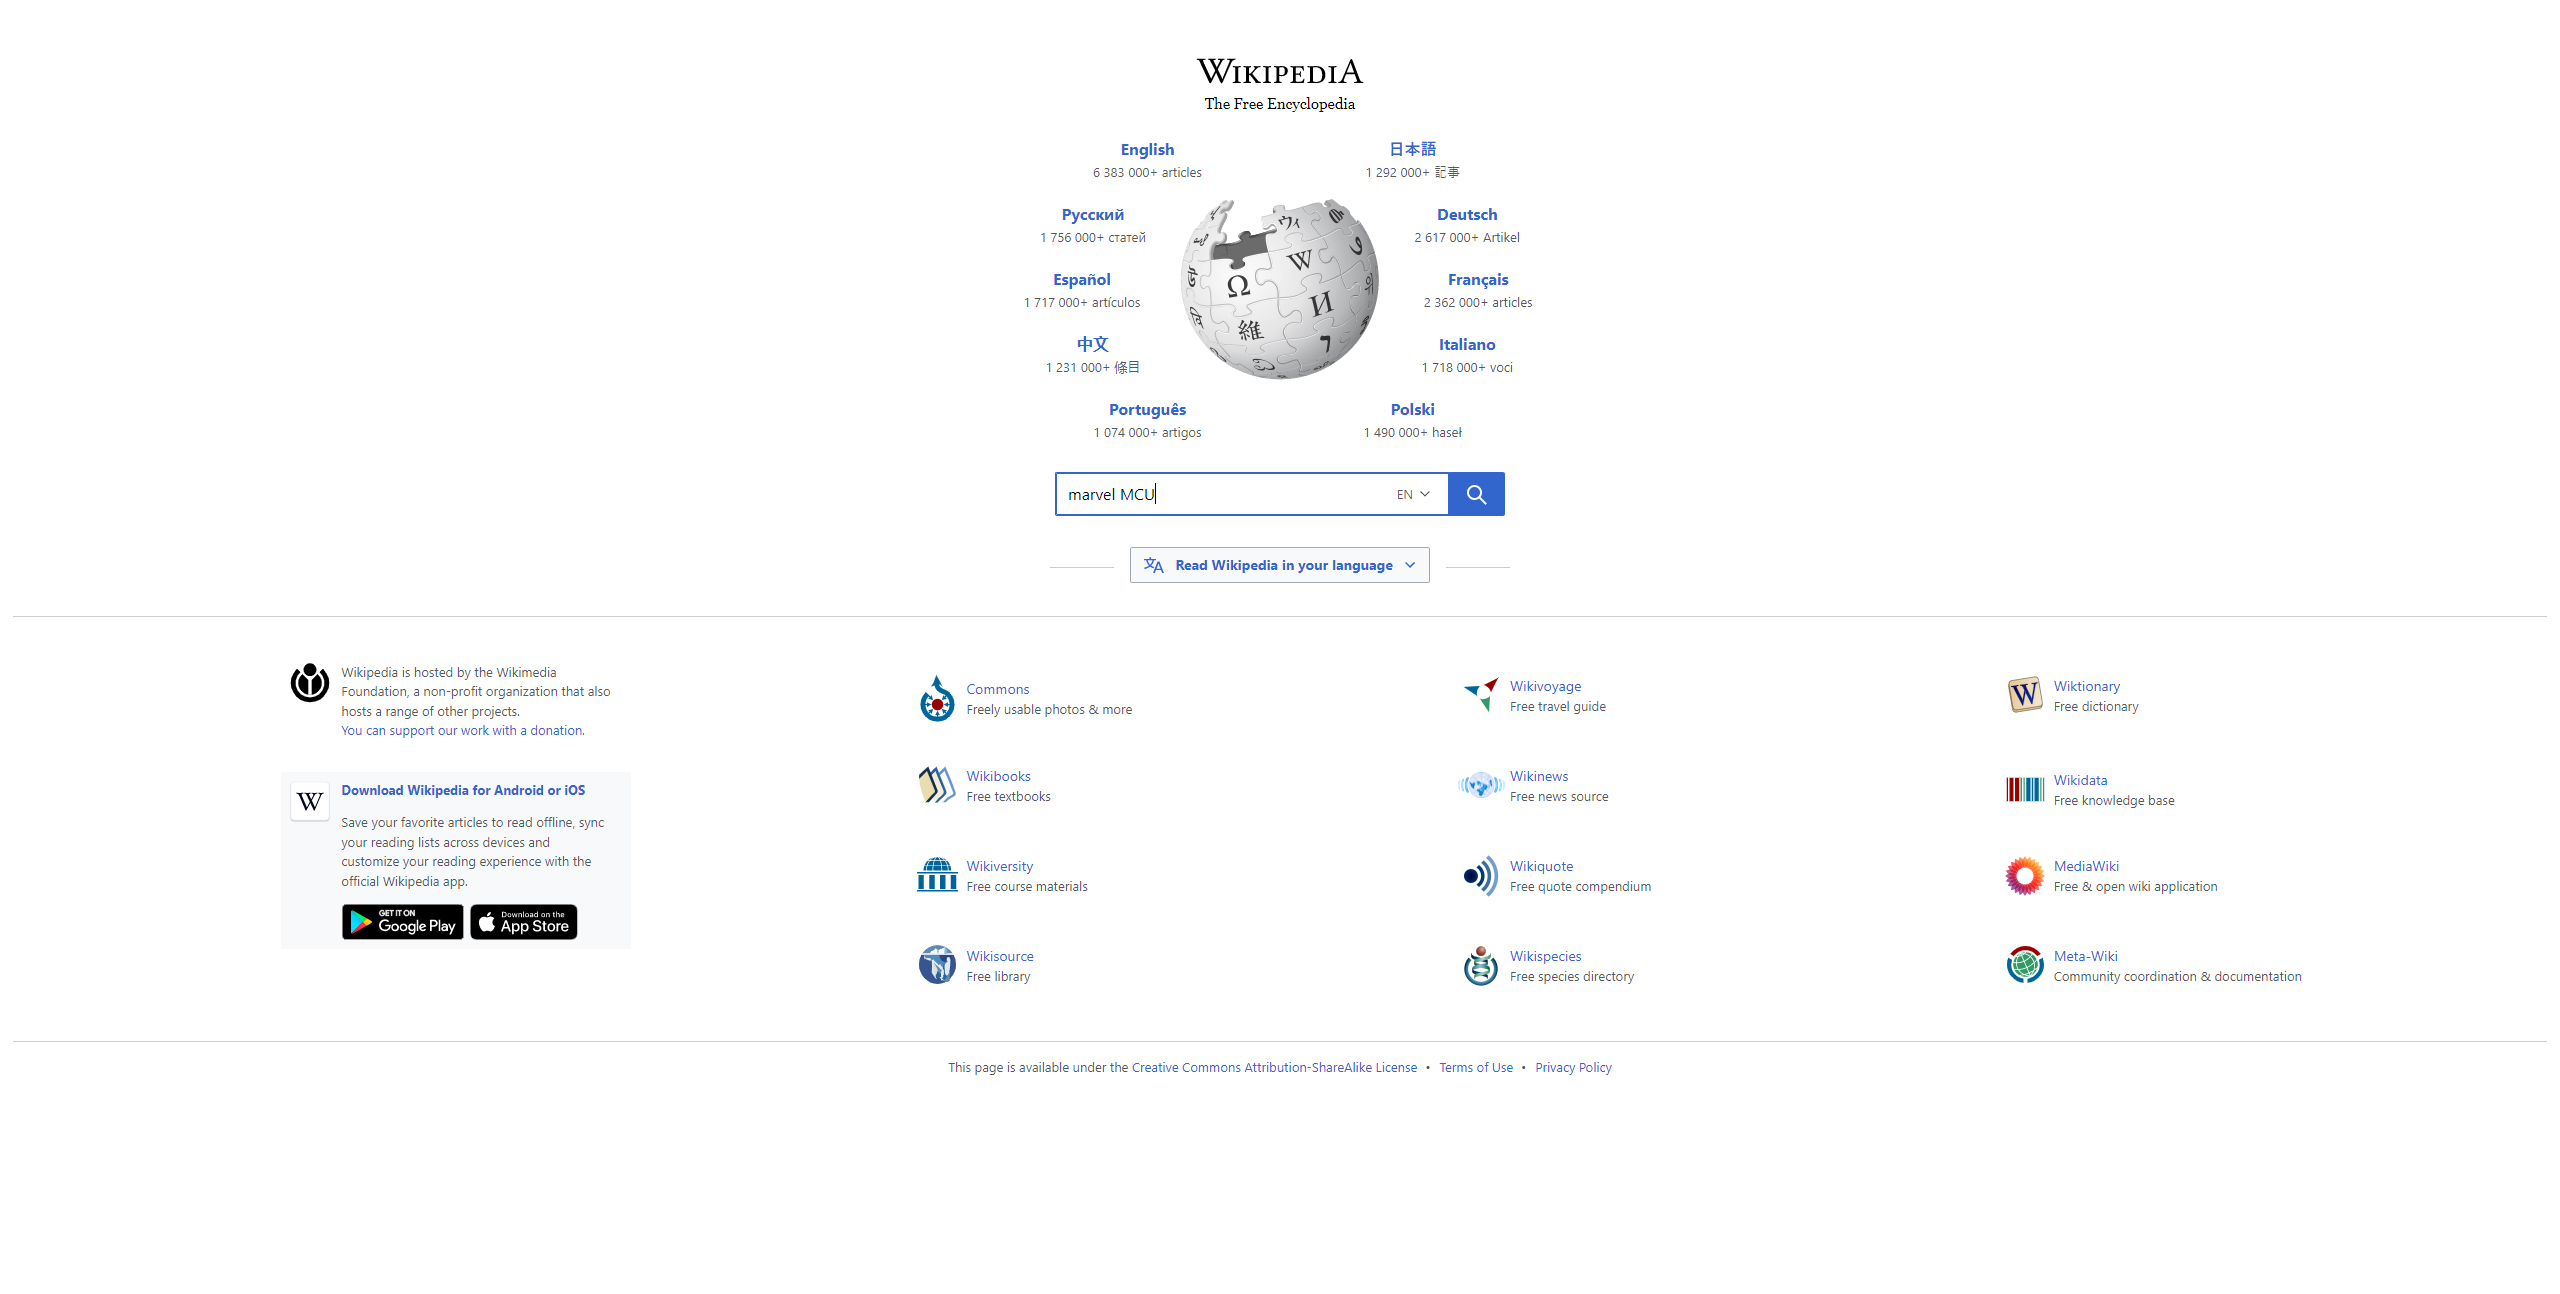 WIKIPEDIA
The Free Encyclopedia
English
6 383 000+ articles
日本語
1 292 000+ 記事
Русский
1 756 000+ статей
Deutsch
2 617 000+ Artikel
Español
1 717 000+ artículos
Français
2 362 000+ articles
中文
1 231 000+ 條目
Italiano
1 718 000+ voci
Português
1 074 000+ artigos
Polski
1 490 000+ haseł
Ω
W
И
維
ウィ
7
marvel MCU
EN
Read Wikipedia in your language
Wikipedia is hosted by the Wikimedia
Foundation, a non-profit organization that also
hosts a range of other projects.
You can support our work with a donation.
W
Download Wikipedia for Android or iOS
Save your favorite articles to read offline, sync
your reading lists across devices and
customize your reading experience with the
official Wikipedia app.
GET IT ON
Google Play
Download on the
App Store
Commons
Freely usable photos & more
Wikivoyage
Free travel guide
W
Wiktionary
Free dictionary
Wikibooks
Free textbooks
Wikinews
Free news source
Wikidata
Free knowledge base
Wikiversity
Free course materials
Wikiquote
Free quote compendium
MediaWiki
Free & open wiki application
Wikisource
Free library
Wikispecies
Free species directory
Meta-Wiki
Community coordination & documentation
This page is available under the Creative Commons Attribution-ShareAlike License • Terms of Use • Privacy Policy